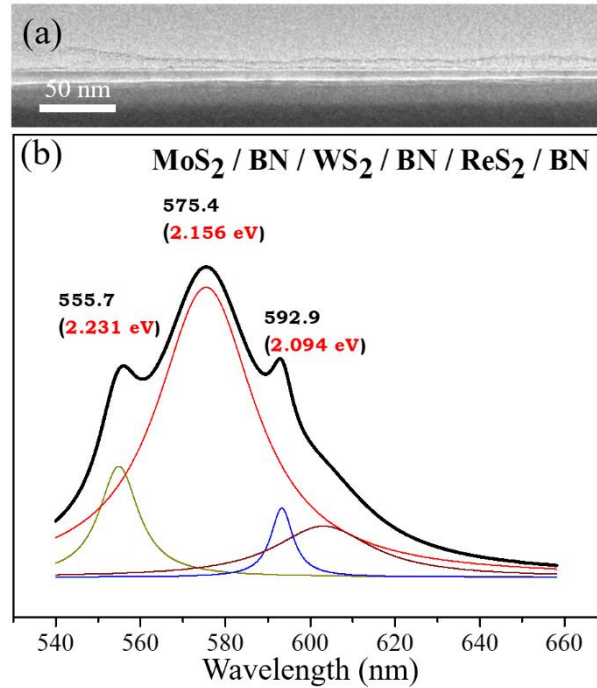 (a)
50 nm
(b)
MoS₂ / BN / WS₂ / BN / ReS₂ / BN
575.4
(2.156 eV)
555.7
(2.231 eV)
592.9
(2.094 eV)
540 560 580 600 620 640 660
Wavelength (nm)